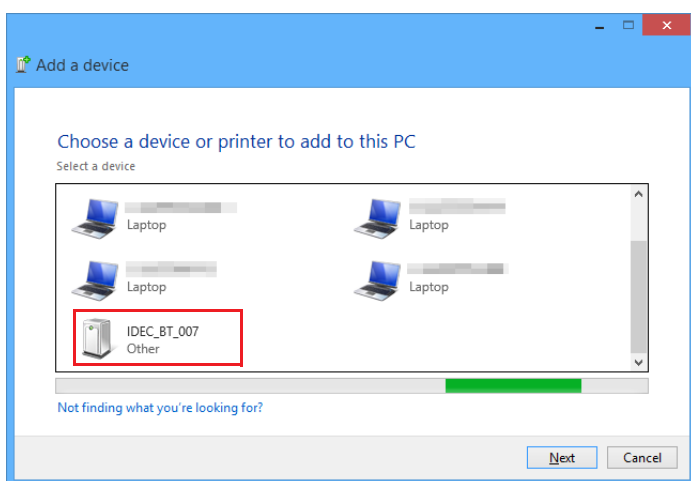 Add a device
Choose a device or printer to add to this PC
Select a device
Laptop
Laptop
Laptop
Laptop
IDEC_BT_007
Other
Not finding what you're looking for?
Next
Cancel